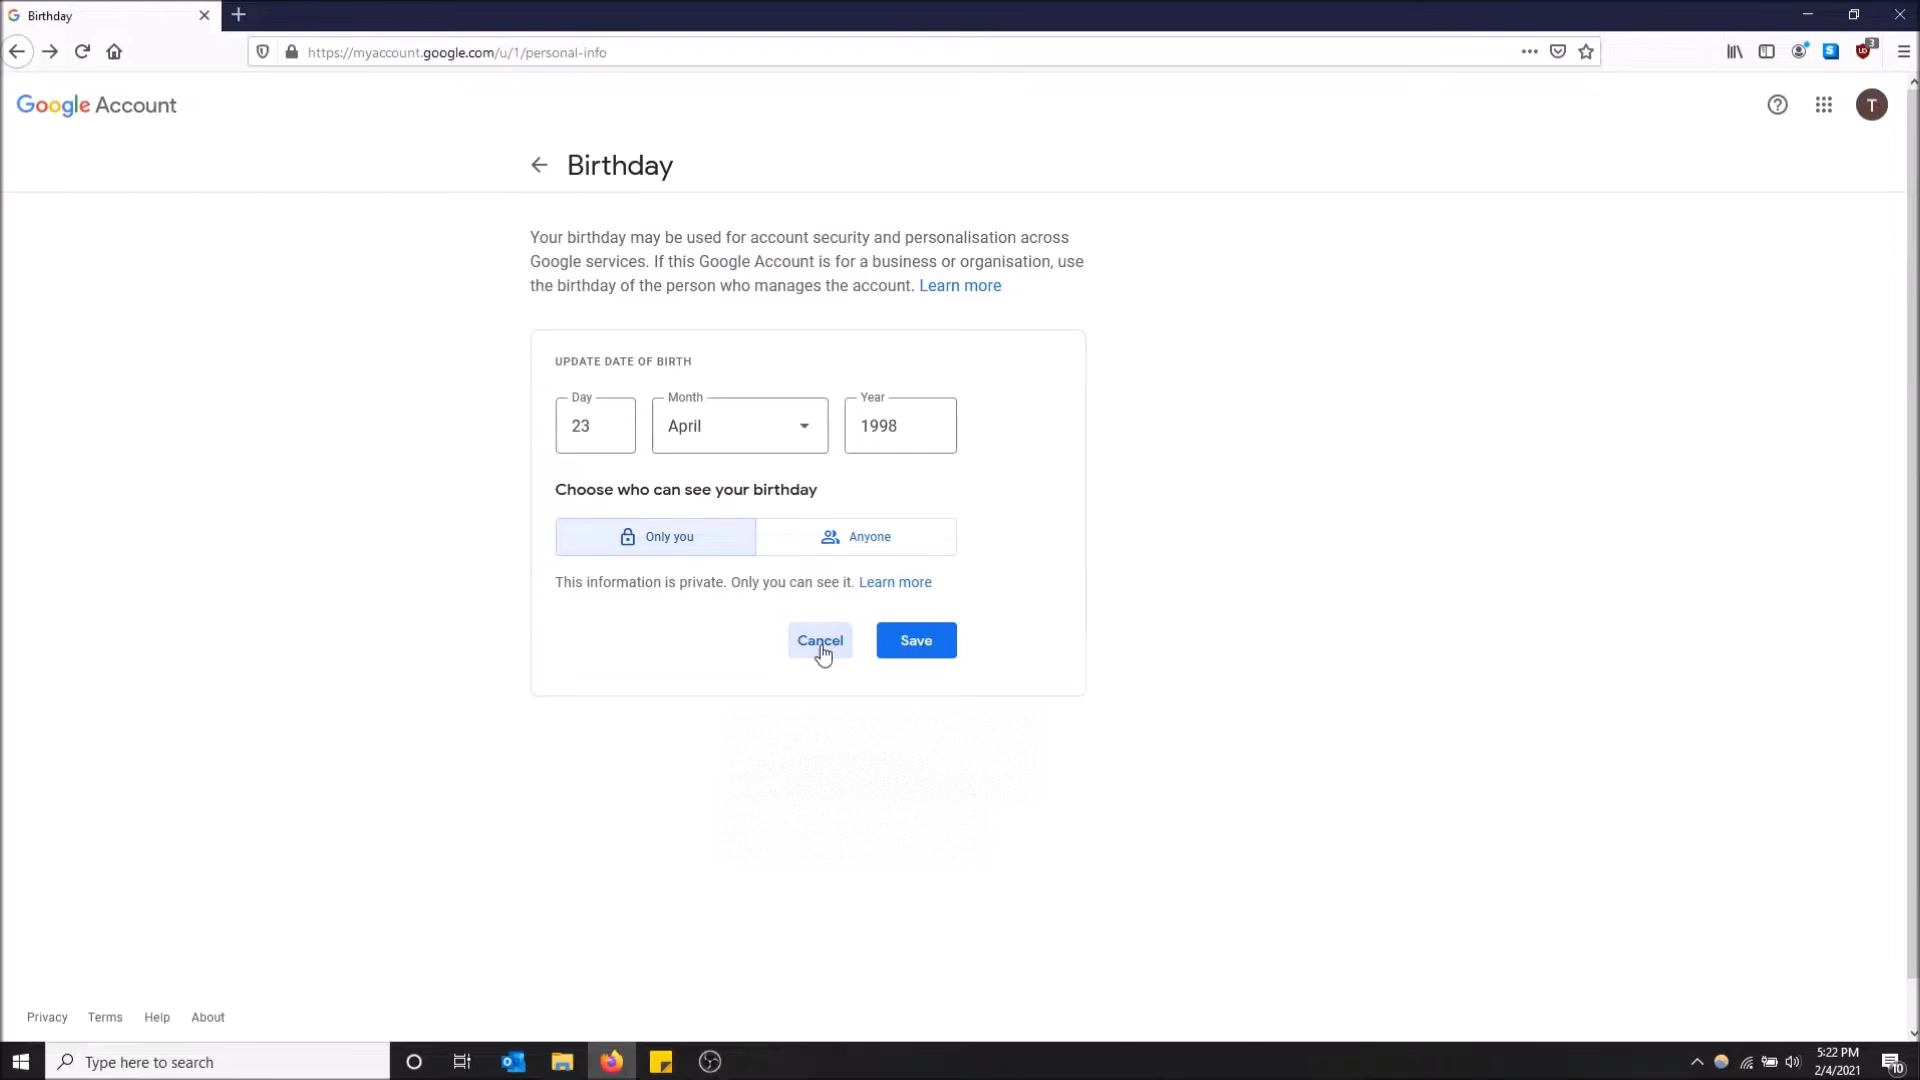 Birthday
https://myaccount.google.com/u/1/personal-info
3
Google Account
T
Birthday
Your birthday may be used for account security and personalisation across
Google services. If this Google Account is for a business or organisation, use
the birthday of the person who manages the account. Learn more
UPDATE DATE OF BIRTH
Day Month Year
23 April 1998
Choose who can see your birthday
Only you Anyone
This information is private. Only you can see it. Learn more
Cancel Save
Privacy Terms Help About
Type here to search
5:22 PM
2/4/2021
10